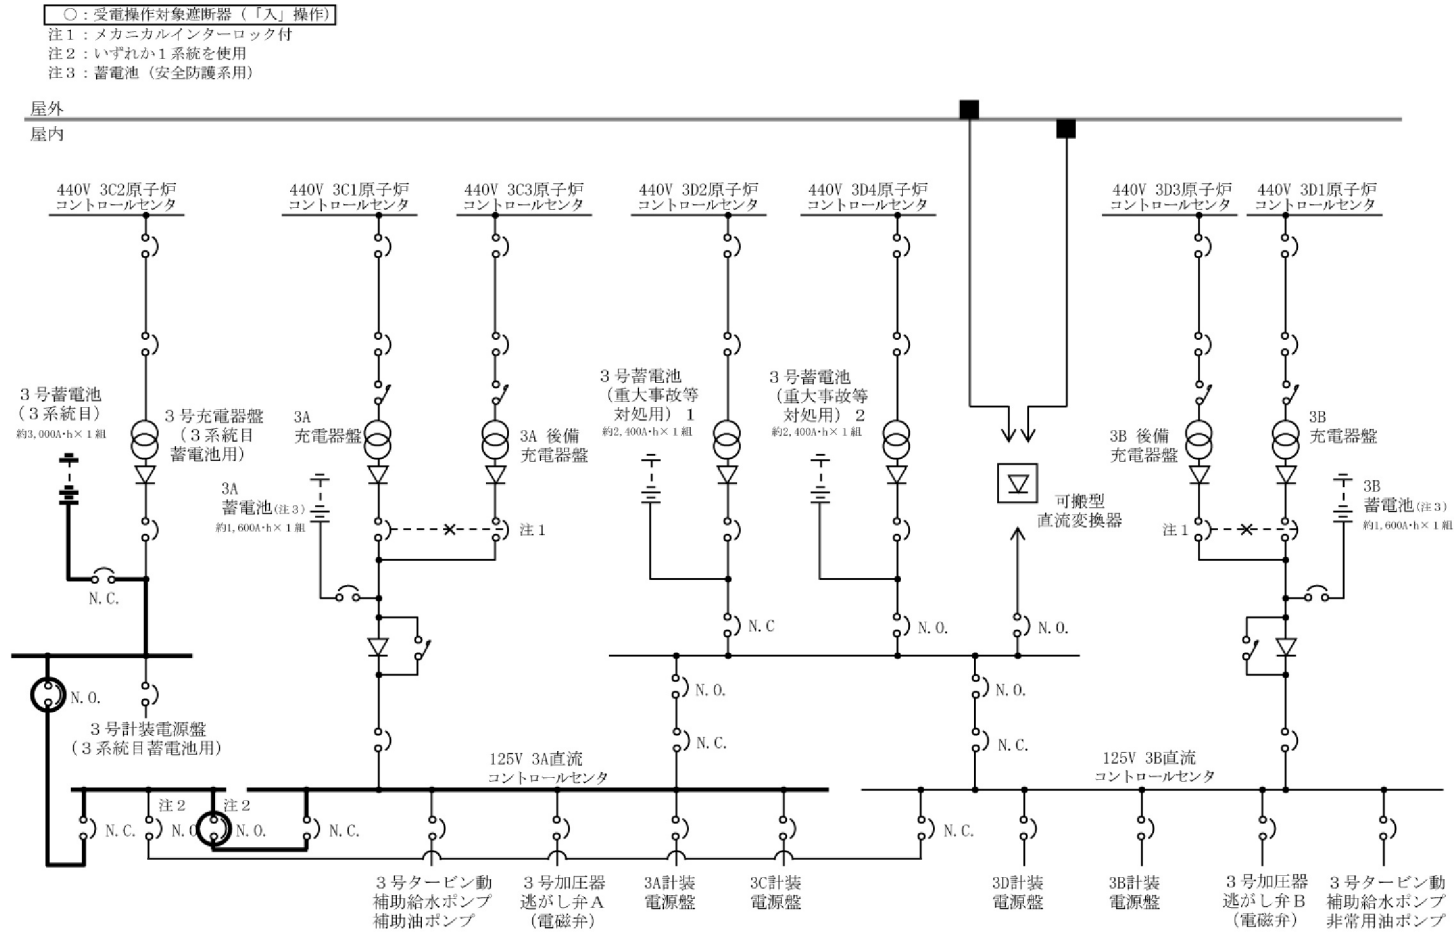 ○：受電操作対象遮断器（「入」操作）
注１：メカニカルインターロック付
注２：いずれか１系統を使用
注３：蓄電池（安全防護系用）
屋外
屋内
440V 3C2原子炉
コントロールセンタ
440V 3C1原子炉
コントロールセンタ
440V 3C3原子炉
コントロールセンタ
440V 3D2原子炉
コントロールセンタ
440V 3D4原子炉
コントロールセンタ
440V 3D3原子炉
コントロールセンタ
440V 3D1原子炉
コントロールセンタ
３号蓄電池
（３系統目）
約3,000A･h×１組
３号充電器盤
（３系統目
蓄電池用）
3A
充電器盤
3A 後備
充電器盤
3A
蓄電池(注３)
約1,600A･h×１組
注１
３号蓄電池
（重大事故等
対処用）１
約2,400A･h×１組
３号蓄電池
（重大事故等
対処用）２
約2,400A･h×１組
可搬型
直流変換器
3B 後備
充電器盤
3B
充電器盤
注１
3B
蓄電池(注３)
約1,600A･h×１組
N.C.
N.C
N.O.
N.O.
N.O.
３号計装電源盤
（３系統目蓄電池用）
N.O.
N.C.
N.O.
N.C.
125V 3A直流
コントロールセンタ
125V 3B直流
コントロールセンタ
注２
注２
N.C.
N.O
N.O.
N.C.
N.C.
３号タービン動
補助給水ポンプ
補助油ポンプ
３号加圧器
逃がし弁Ａ
（電磁弁）
3A計装
電源盤
3C計装
電源盤
3D計装
電源盤
3B計装
電源盤
３号加圧器
逃がし弁Ｂ
（電磁弁）
３号タービン動
補助給水ポンプ
非常用油ポンプ